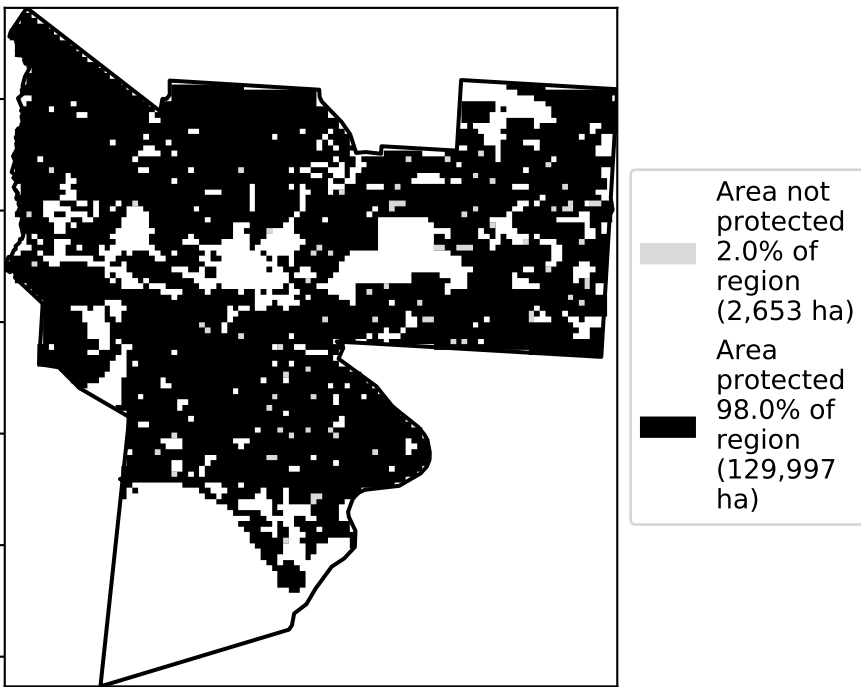 Area not
protected
2.0% of
region
(2,653 ha)
Area
protected
98.0% of
region
(129,997
ha)